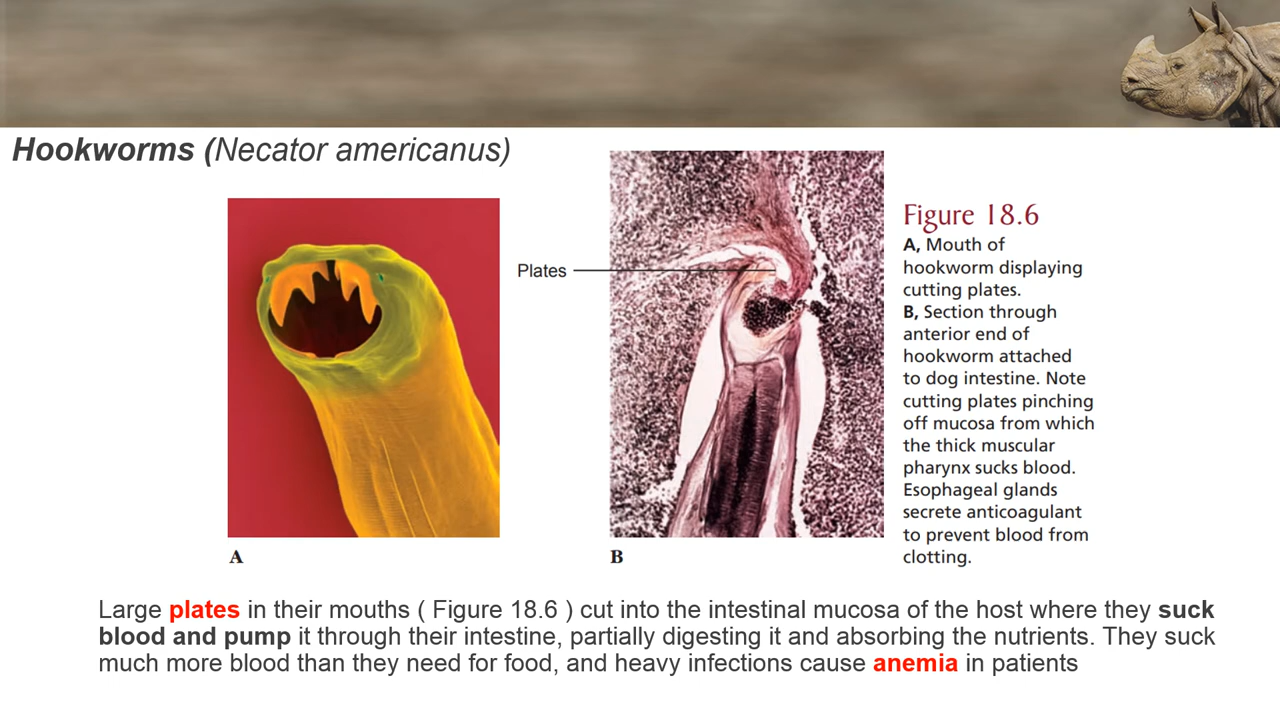 Hookworms (Necator americanus)
Plates
A
B
Figure 18.6
A, Mouth of
hookworm displaying
cutting plates.
B, Section through
anterior end of
hookworm attached
to dog intestine. Note
cutting plates pinching
off mucosa from which
the thick muscular
pharynx sucks blood.
Esophageal glands
secrete anticoagulant
to prevent blood from
clotting.
Large plates in their mouths ( Figure 18.6 ) cut into the intestinal mucosa of the host where they suck
blood and pump it through their intestine, partially digesting it and absorbing the nutrients. They suck
much more blood than they need for food, and heavy infections cause anemia in patients